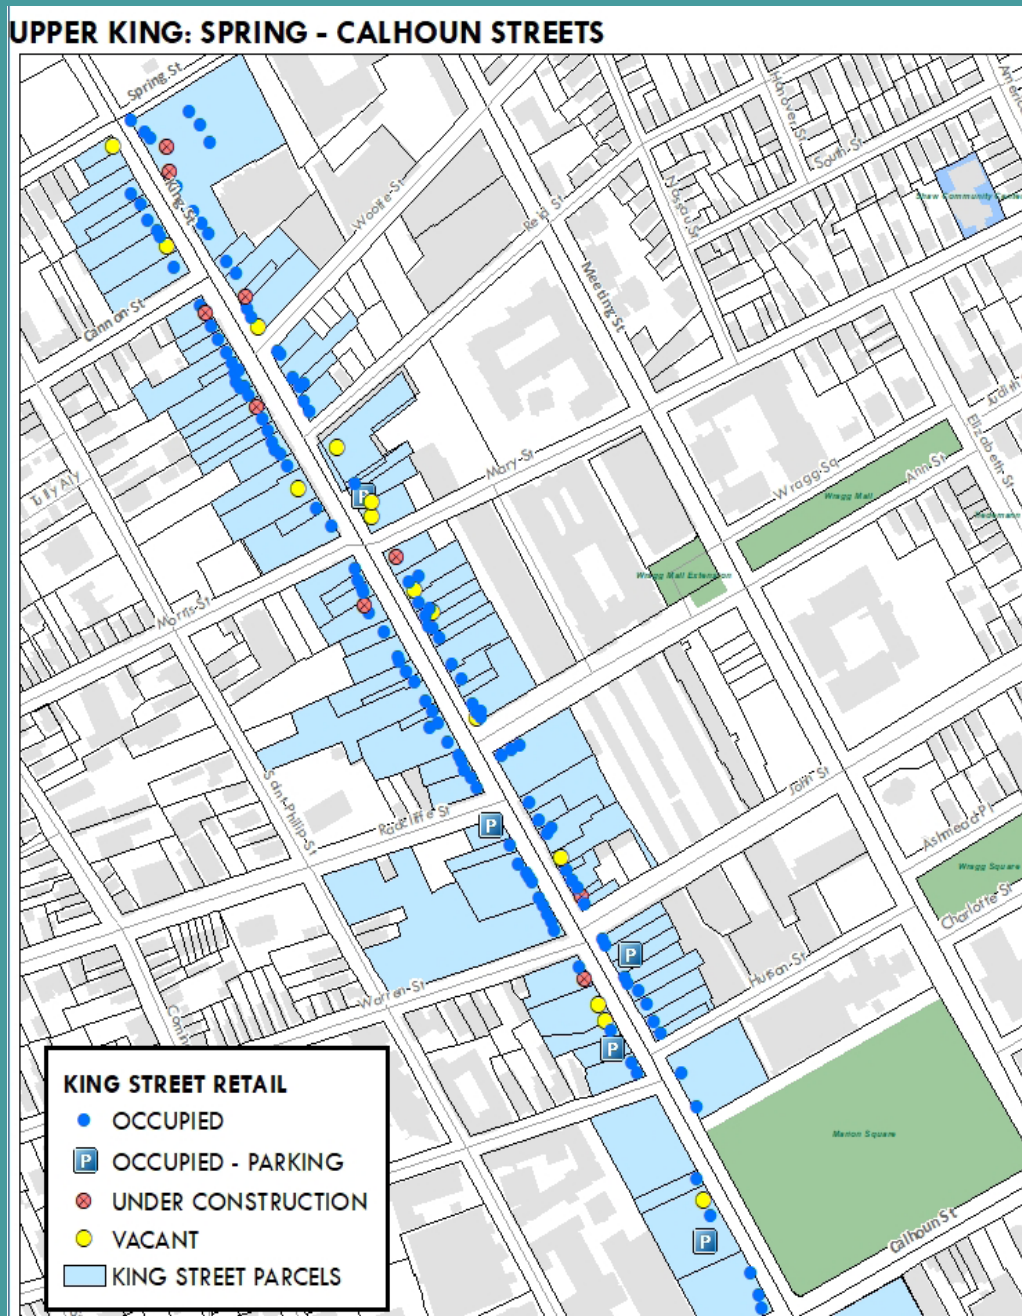 UPPER KING: SPRING - CALHOUN STREETS
Spring St
King St
Cannon St
Woolfe St
Reid St
Meeting St
Nassau St
Hanover St
South St
Shaw Community Center
Mary St
Morris St
Tully Aly
Wragg Sq
Wragg Mall
Ann St
Judith
Elizabeth St
Wragg Mall Extension
Saint Philip St
Radcliffe St
John St
Ashmead Pl
Wragg Square
Charlotte St
Hutson St
Warren St
Marion Square
Calhoun St
P
P
P
P
P
KING STREET RETAIL
OCCUPIED
P OCCUPIED - PARKING
UNDER CONSTRUCTION
VACANT
KING STREET PARCELS